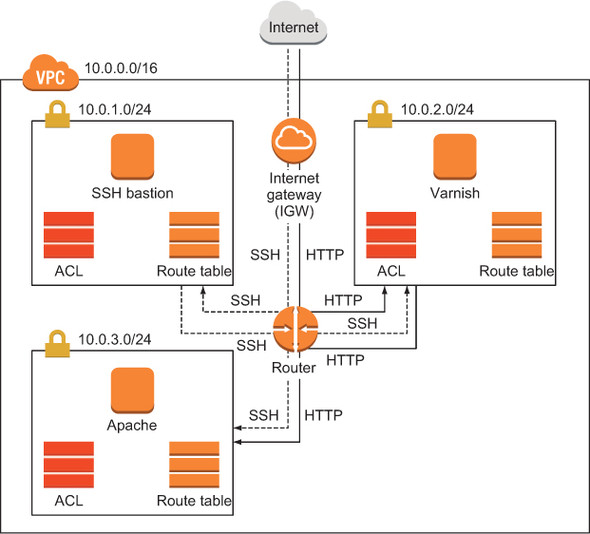 Internet
VPC
10.0.0.0/16
10.0.1.0/24
10.0.2.0/24
SSH bastion
ACL
Route table
Internet
gateway
(IGW)
Varnish
ACL
Route table
SSH
HTTP
SSH
HTTP
SSH
SSH
HTTP
Router
10.0.3.0/24
Apache
SSH
HTTP
ACL
Route table